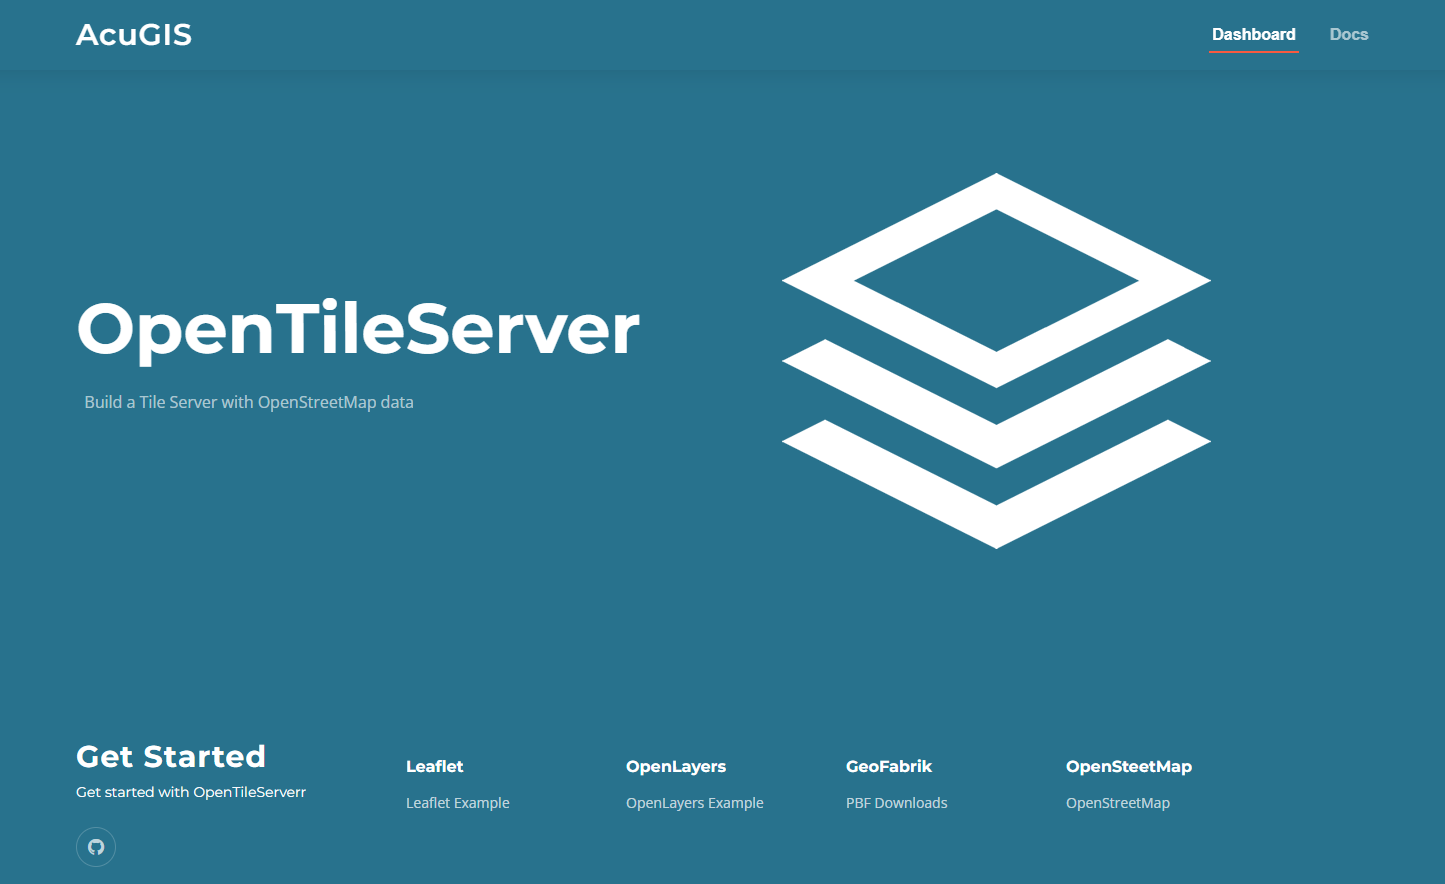 AcuGIS
Dashboard
Docs
OpenTileServer
Build a Tile Server with OpenStreetMap data
Get Started
Get started with OpenTileServerr
Leaflet
Leaflet Example
OpenLayers
OpenLayers Example
GeoFabrik
PBF Downloads
OpenSteetMap
OpenStreetMap